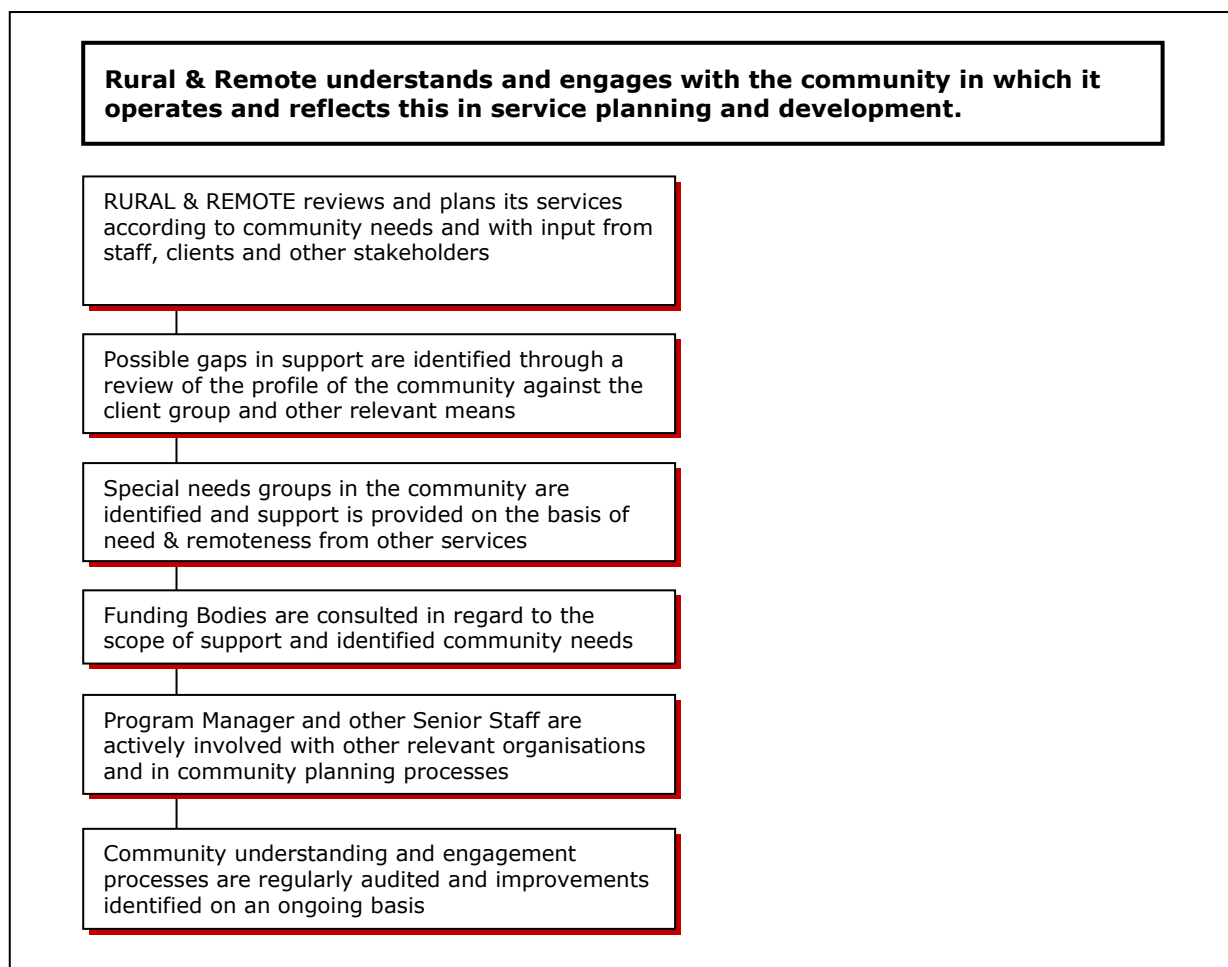 Rural & Remote understands and engages with the community in which it
operates and reflects this in service planning and development.
RURAL & REMOTE reviews and plans its services
according to community needs and with input from
staff, clients and other stakeholders
Possible gaps in support are identified through a
review of the profile of the community against the
client group and other relevant means
Special needs groups in the community are
identified and support is provided on the basis of
need & remoteness from other services
Funding Bodies are consulted in regard to the
scope of support and identified community needs
Program Manager and other Senior Staff are
actively involved with other relevant organisations
and in community planning processes
Community understanding and engagement
processes are regularly audited and improvements
identified on an ongoing basis